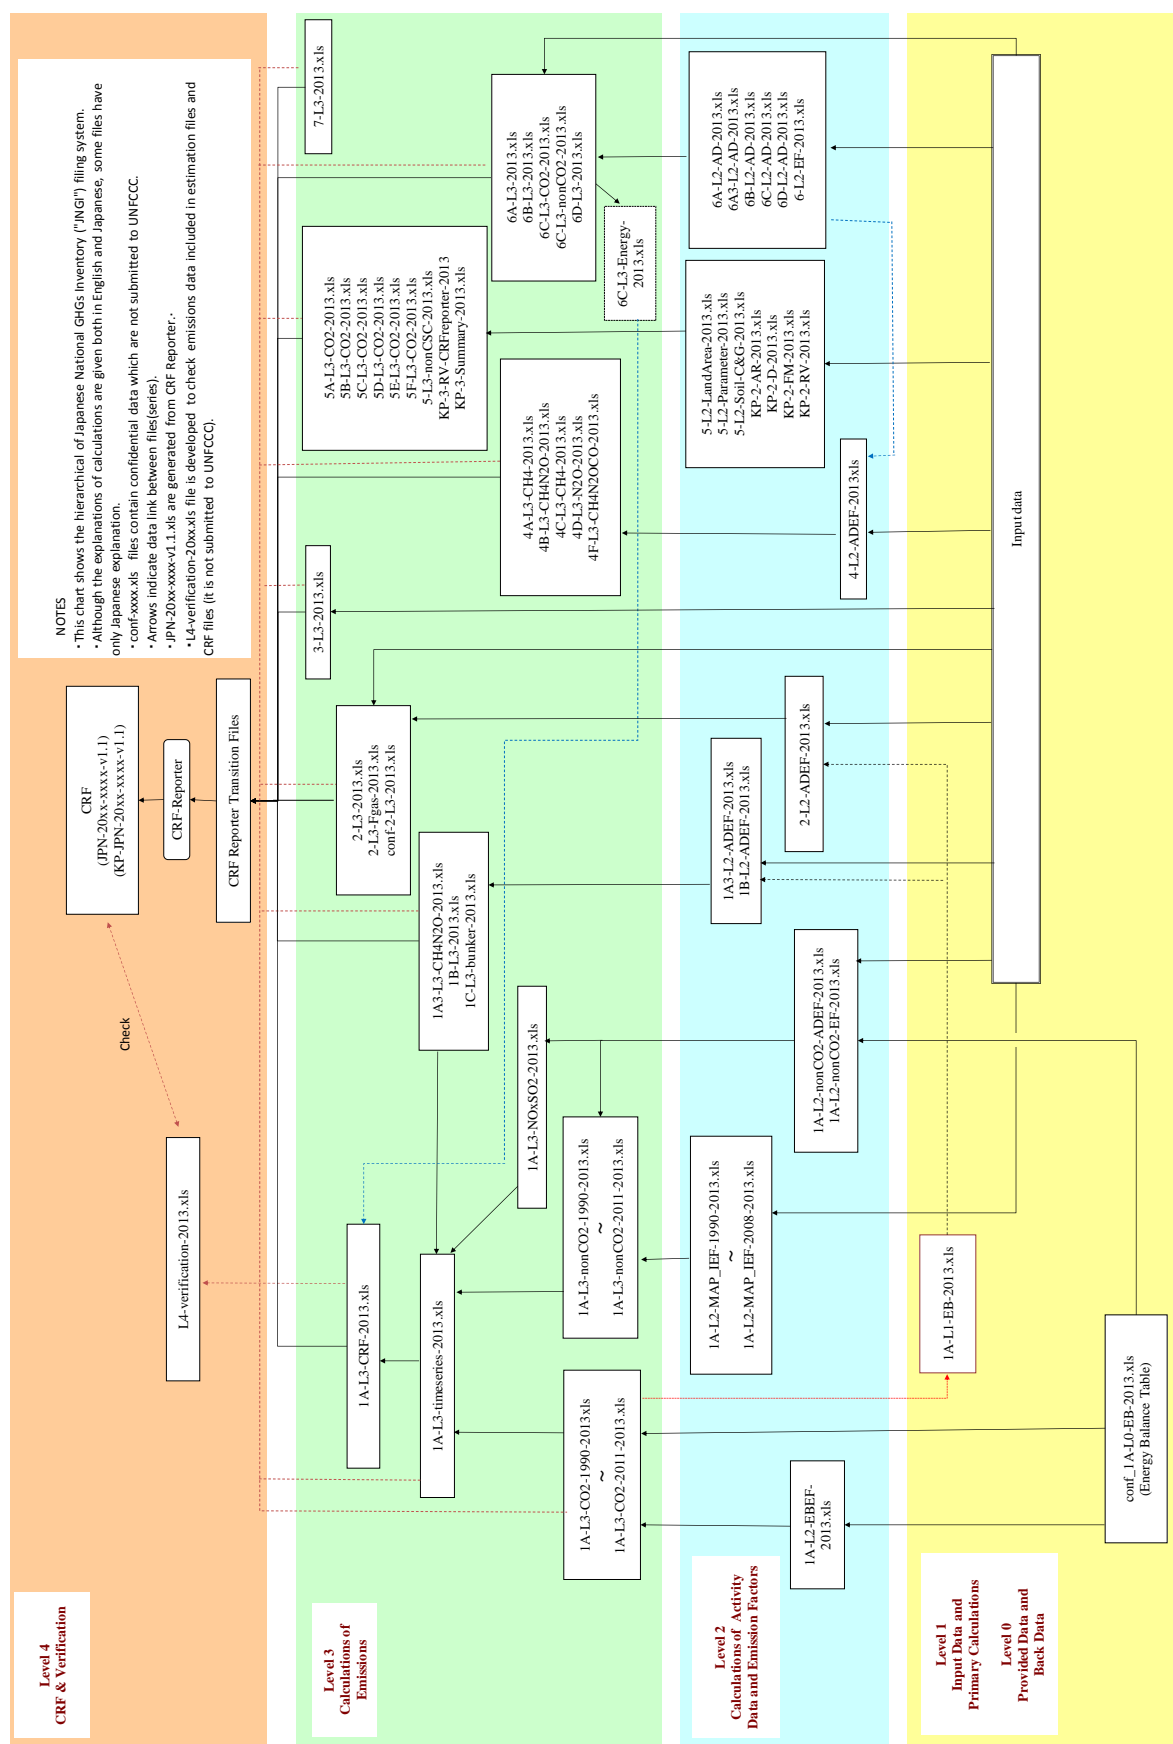 Level 4
CRF & Verification
L4-verification-2013.xls
Check
CRF
(JPN-20xx-xxxx-v1.1)
(KP-JPN-20xx-xxxx-v1.1)
CRF-Reporter
CRF Reporter Transition Files
NOTES
・This chart shows the hierarchical of Japanese National GHGs Inventory ("JNGI") filing system.
・Although the explanations of calculations are given both in English and Japanese, some files have
only Japanese explanation.
・conf-xxxx.xls files contain confidential data which are not submitted to UNFCCC.
・Arrows indicate data link between files(series).
・JPN-20xx-xxxx-v1.1.xls are generated from CRF Reporter.・
・L4-verification-20xx.xls file is developed to check emissions data included in estimation files and
CRF files (it is not submitted to UNFCCC).
Level 3
Calculations of
Emissions
1A-L3-CRF-2013.xls
1A-L3-timeseries-2013.xls
1A-L3-CO2-1990-2013xls
~
1A-L3-CO2-2011-2013.xls
1A-L3-nonCO2-1990-2013.xls
~
1A-L3-nonCO2-2011-2013.xls
1A-L3-NOxSO2-2013.xls
1A3-L3-CH4N2O-2013.xls
1B-L3-2013.xls
1C-L3-bunker-2013.xls
2-L3-2013.xls
2-L3-Fgas-2013.xls
conf-2-L3-2013.xls
3-L3-2013.xls
4A-L3-CH4-2013.xls
4B-L3-CH4N2O-2013.xls
4C-L3-CH4-2013.xls
4D-L3-N2O-2013.xls
4F-L3-CH4N2OCO-2013.xls
5A-L3-CO2-2013.xls
5B-L3-CO2-2013.xls
5C-L3-CO2-2013.xls
5D-L3-CO2-2013.xls
5E-L3-CO2-2013.xls
5F-L3-CO2-2013.xls
5-L3-nonCSC-2013.xls
KP-3-RV-CRFreporter-2013
KP-3-Summary-2013.xls
6A-L3-2013.xls
6B-L3-2013.xls
6C-L3-CO2-2013.xls
6C-L3-nonCO2-2013.xls
6D-L3-2013.xls
6C-L3-Energy-
2013.xls
7-L3-2013.xls
Level 2
Calculations of Activity
Data and Emission Factors
1A-L2-EBEF-
2013.xls
1A-L2-MAP_IEF-1990-2013.xls
~
1A-L2-MAP_IEF-2008-2013.xls
1A-L2-nonCO2-ADEF-2013.xls
1A-L2-nonCO2-EF-2013.xls
1A3-L2-ADEF-2013.xls
1B-L2-ADEF-2013.xls
2-L2-ADEF-2013.xls
4-L2-ADEF-2013xls
5-L2-LandArea-2013.xls
5-L2-Parameter-2013.xls
5-L2-Soil-C&G-2013.xls
KP-2-AR-2013.xls
KP-2-D-2013.xls
KP-2-FM-2013.xls
KP-2-RV-2013.xls
6A-L2-AD-2013.xls
6A3-L2-AD-2013.xls
6B-L2-AD-2013.xls
6C-L2-AD-2013.xls
6D-L2-AD-2013.xls
6-L2-EF-2013.xls
Level 1
Input Data and
Primary Calculations
Level 0
Provided Data and
Back Data
1A-L1-EB-2013.xls
conf_1A-L0-EB-2013.xls
(Energy Balance Table)
Input data